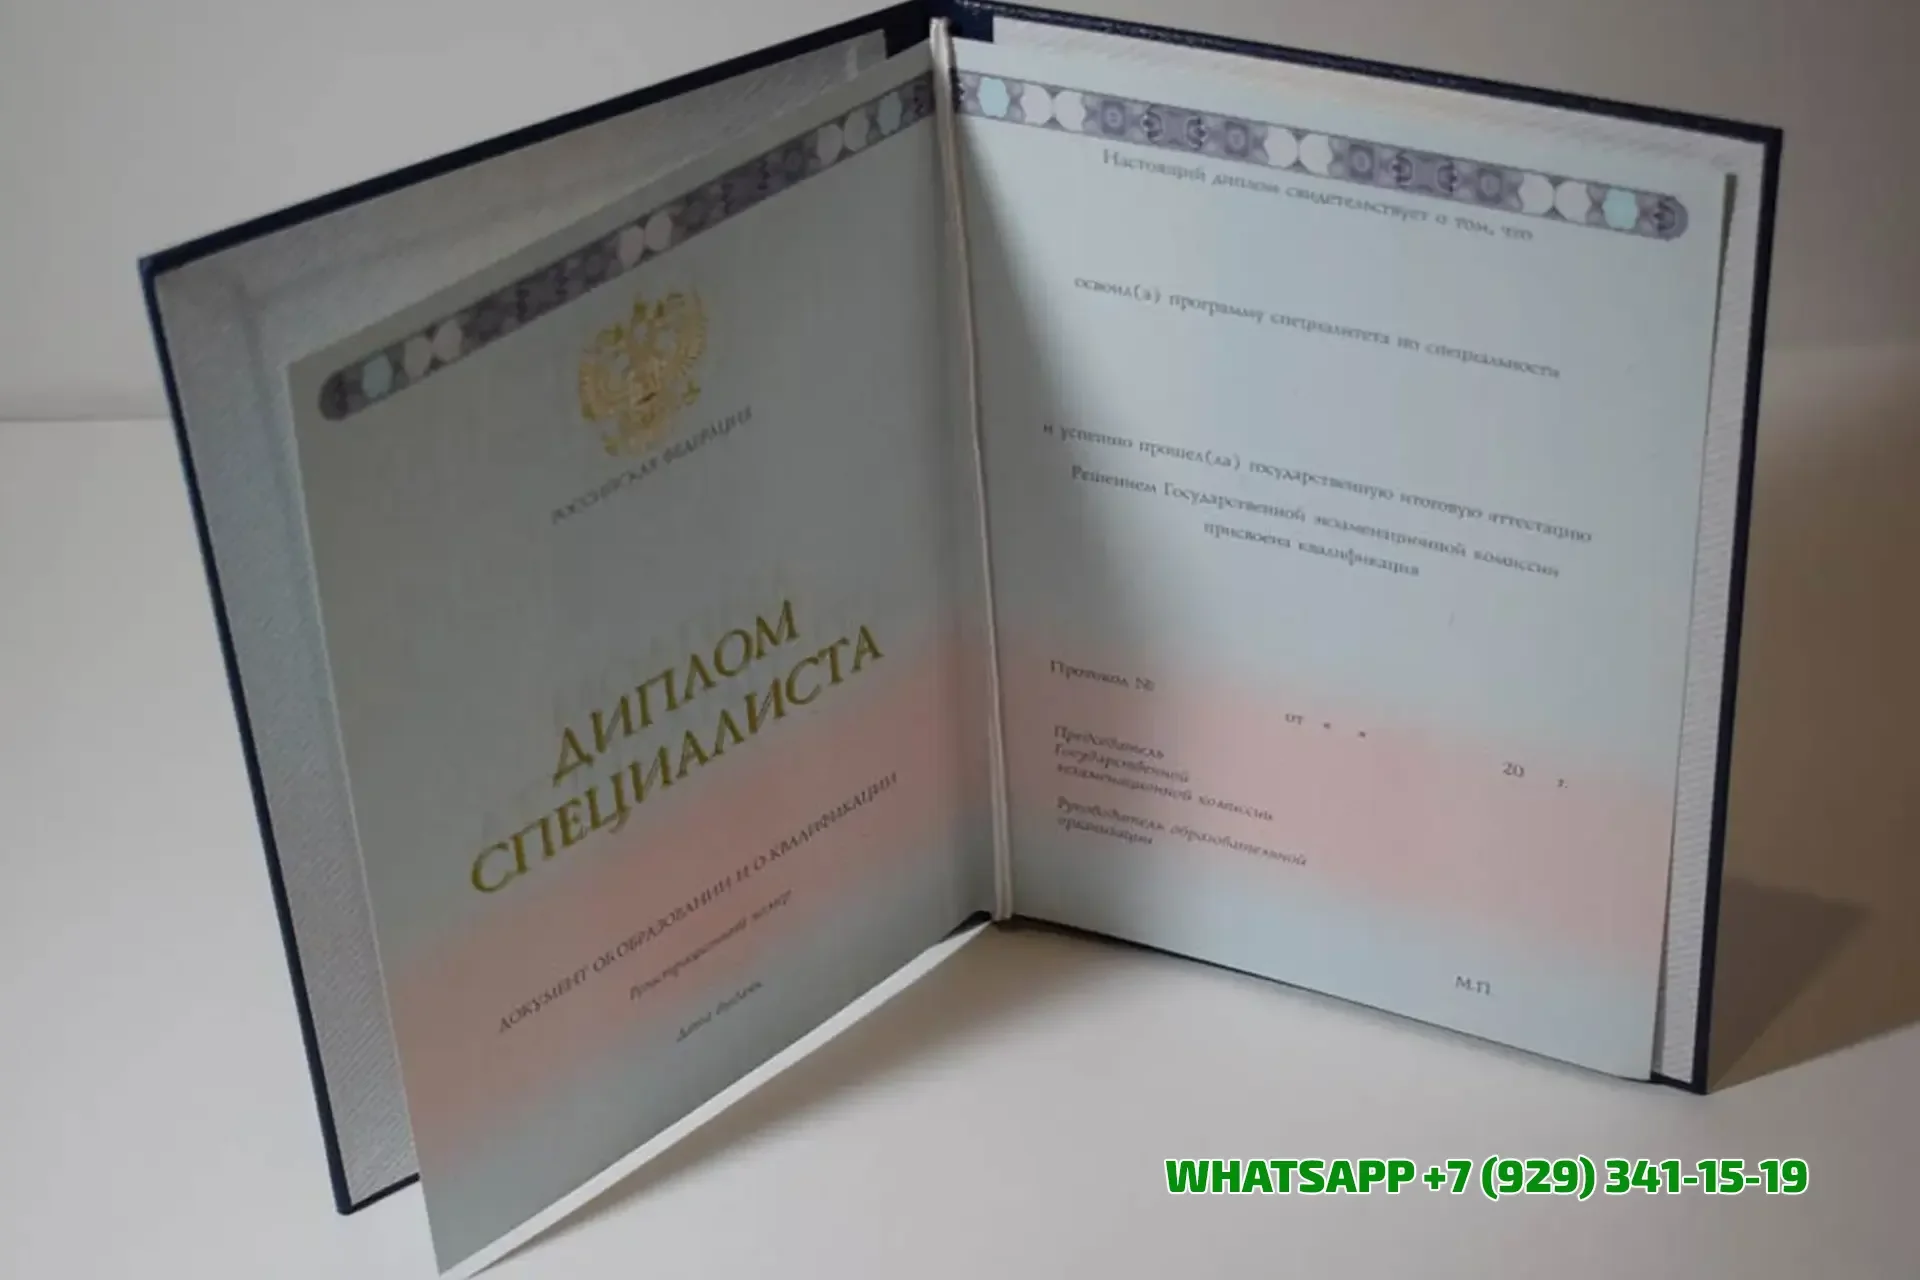 РОССИЙСКАЯ ФЕДЕРАЦИЯ
ДИПЛОМ
СПЕЦИАЛИСТА
ДОКУМЕНТ ОБ ОБРАЗОВАНИИ И О КВАЛИФИКАЦИИ
Регистрационный номер
Дата выдачи
Настоящий диплом свидетельствует о том, что
освоил(а) программу специалитета по специальности
и успешно прошел(ла) государственную итоговую аттестацию
Решением Государственной экзаменационной комиссии
присвоена квалификация
Протокол №
от « » 20 г.
Председатель
Государственной
экзаменационной комиссии
Руководитель образовательной
организации
М.П.
WHATSAPP +7 (929) 341-15-19